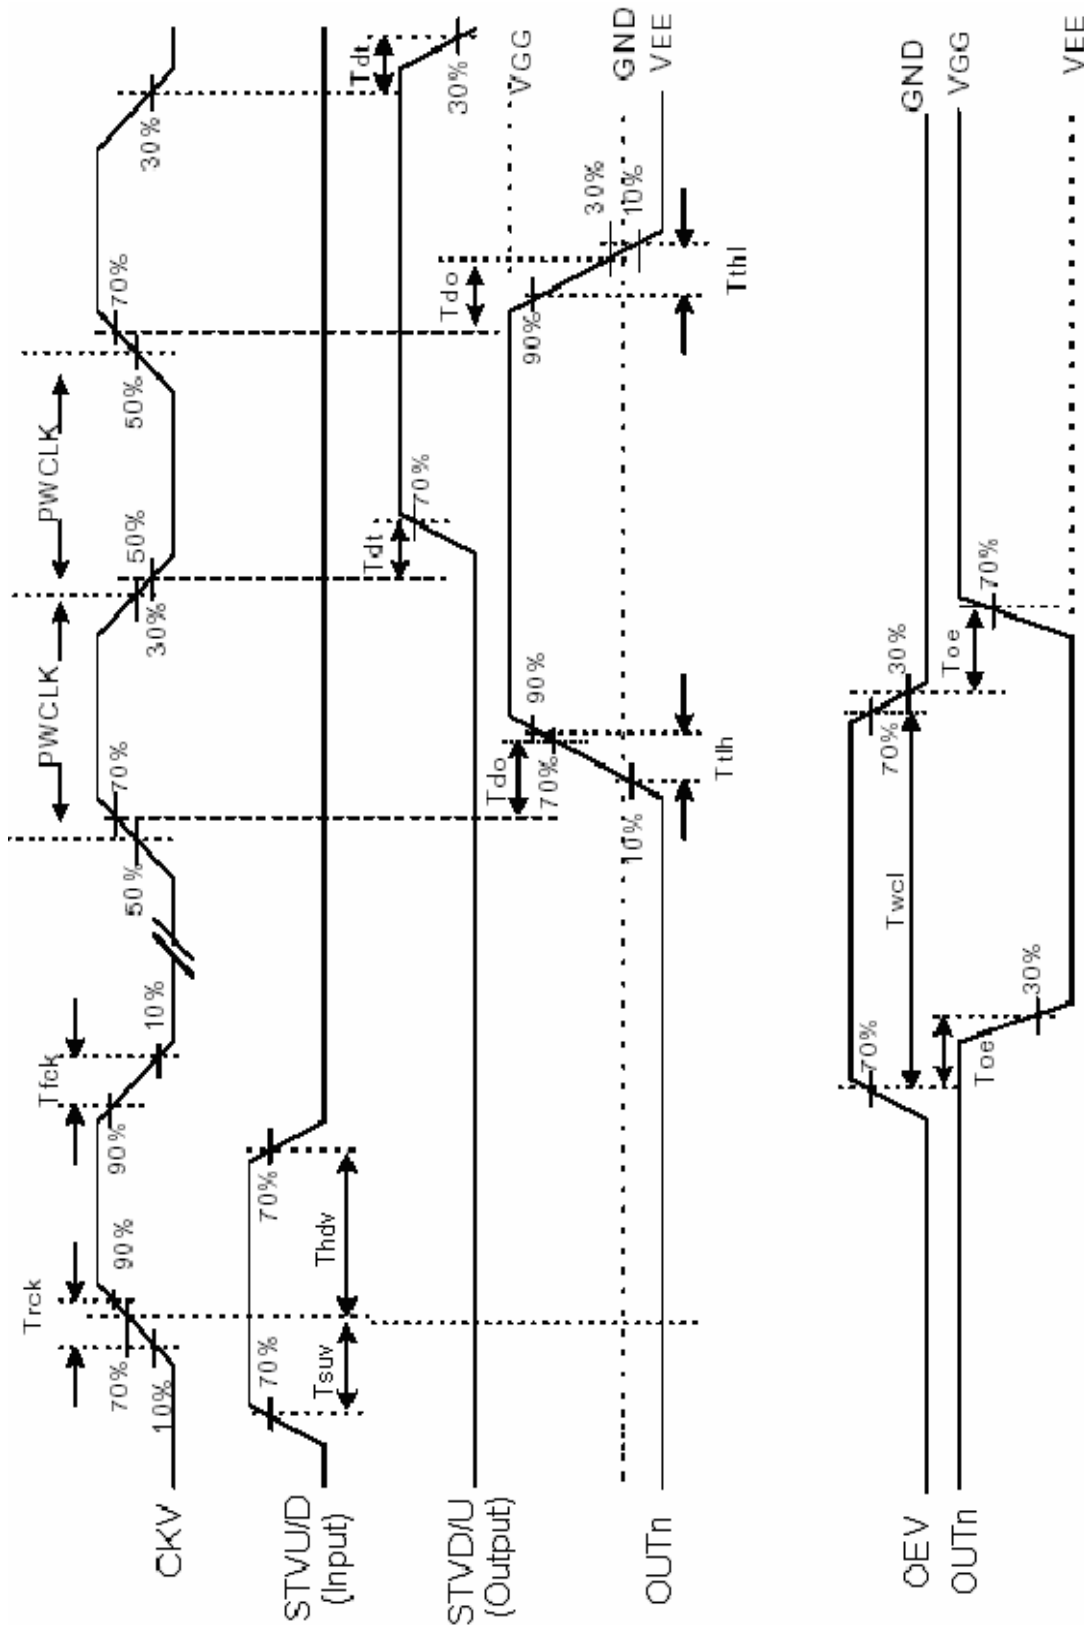 Trck
Tfck
PWCLK
PWCLK
CKV
70%
10%
90%
90%
10%
50%
70%
30%
50%
50%
70%
30%
STVU/D
(Input)
70%
Tsuv
Thdv
70%
STVD/U
(Output)
Tdt
70%
Tdt
30%
OUTn
Tdo
90%
70%
10%
Ttlh
Tdo
90%
30%
10%
Tthl
VGG
GND
VEE
OEV
70%
Twcl
70%
30%
GND
OUTn
Toe
30%
Toe
70%
VGG
VEE